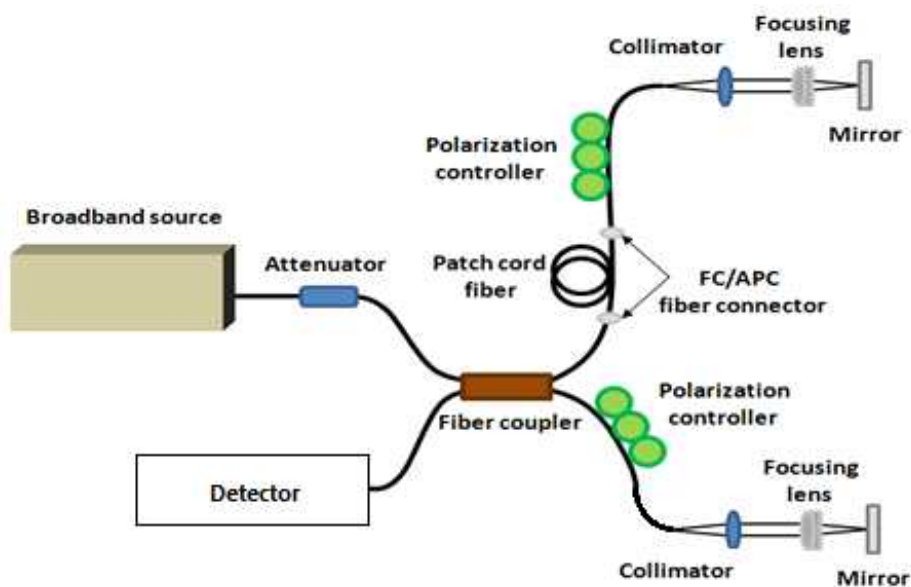 Collimator
Focusing
lens
Mirror
Polarization
controller
Broadband source
Attenuator
Patch cord
fiber
FC/APC
fiber connector
Fiber coupler
Polarization
controller
Detector
Focusing
lens
Collimator
Mirror